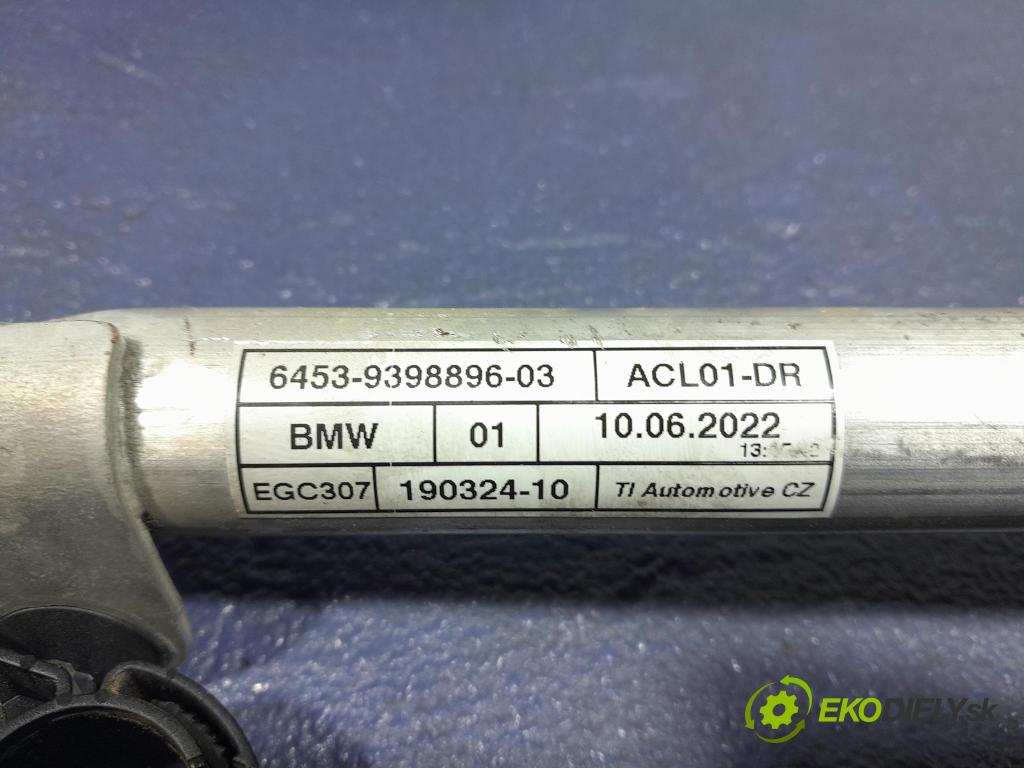 6453-9398896-03 ACL01-DR
BMW 01 10.06.2022
EGC307 190324-10 TI Automotive CZ
EKODIELY.sk